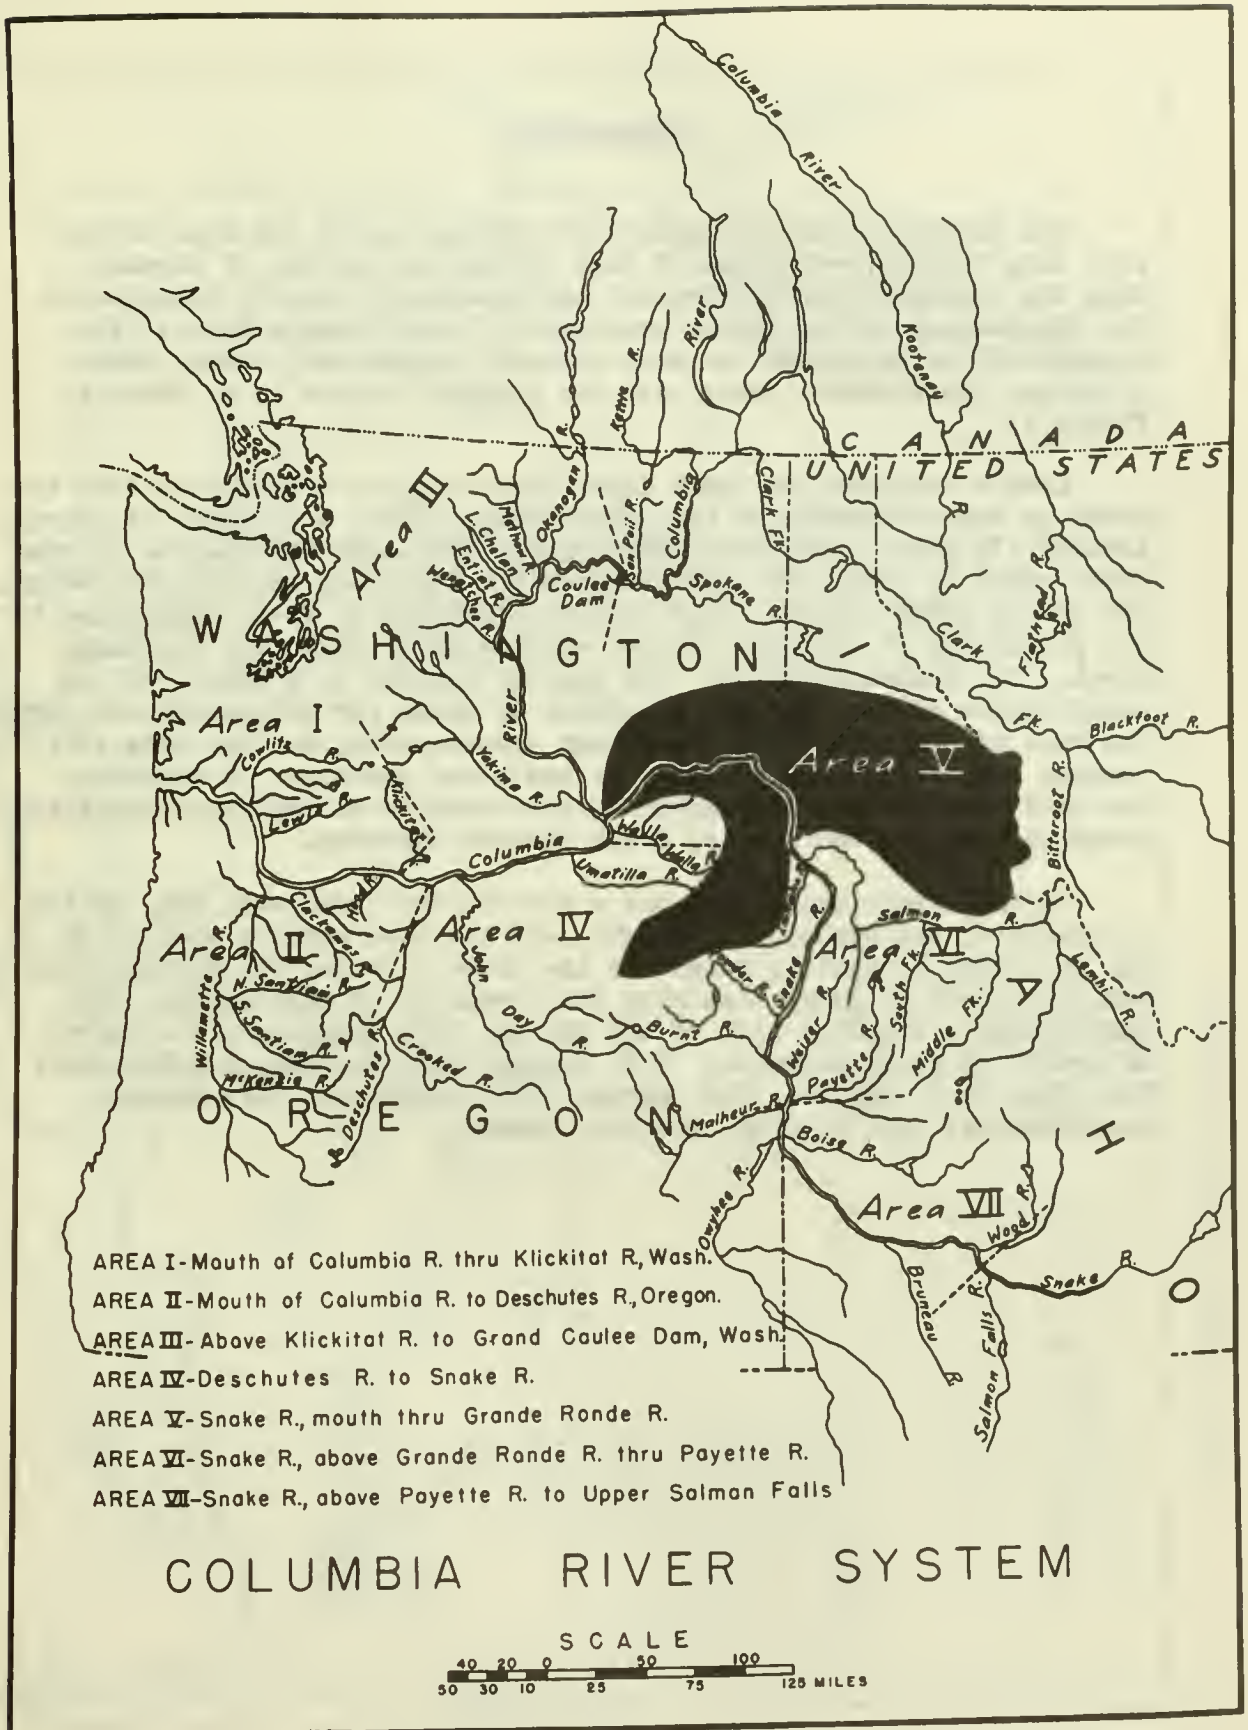 Columbia
River
River
Kettle R.
Kootenay
R.
CANADA
UNITED STATES
Area III
Okanogan R.
Methow R.
L. Chelan
Entiat R.
Wenatchee R.
San Poil R.
Columbia
Clark Fk.
Coulee
Dam
Spokane R.
Flathead R.
Clark
Fk.
WASHINGTON
I
Area I
River
Blackfoot R.
Cowlitz R.
Area V
Yakima R.
Klickitat R.
Lewis R.
Bitteroot R.
Walla
Walla R.
Columbia
Umatilla R.
Hood R.
Clackamas R.
Salmon R.
Area II
Area IV
Area VI
John
Day
R.
Snake
R.
South Fk.
Middle Fk.
A
Lemhi R.
N. Santiam R.
S. Santiam R.
Willamette R.
McKenzie R.
Deschutes R.
Crooked R.
Burnt R.
Weiser R.
Payette R.
OREGON
Malheur R.
Boise R.
H
Owyhee R.
Area VII
Wood R.
Snake R.
O
Bruneau R.
Salmon Falls R.
AREA I-Mouth of Columbia R. thru Klickitat R., Wash.
AREA II-Mouth of Columbia R. to Deschutes R., Oregon.
AREA III-Above Klickitat R. to Grand Caulee Dam, Wash.
AREA IV-Deschutes R. to Snake R.
AREA V-Snake R., mouth thru Grande Ronde R.
AREA VI-Snake R., above Grande Ronde R. thru Payette R.
AREA VII-Snake R., above Payette R. to Upper Salmon Falls
COLUMBIA RIVER SYSTEM
SCALE
40 20 0 50 100
50 30 10 25 75 125 MILES